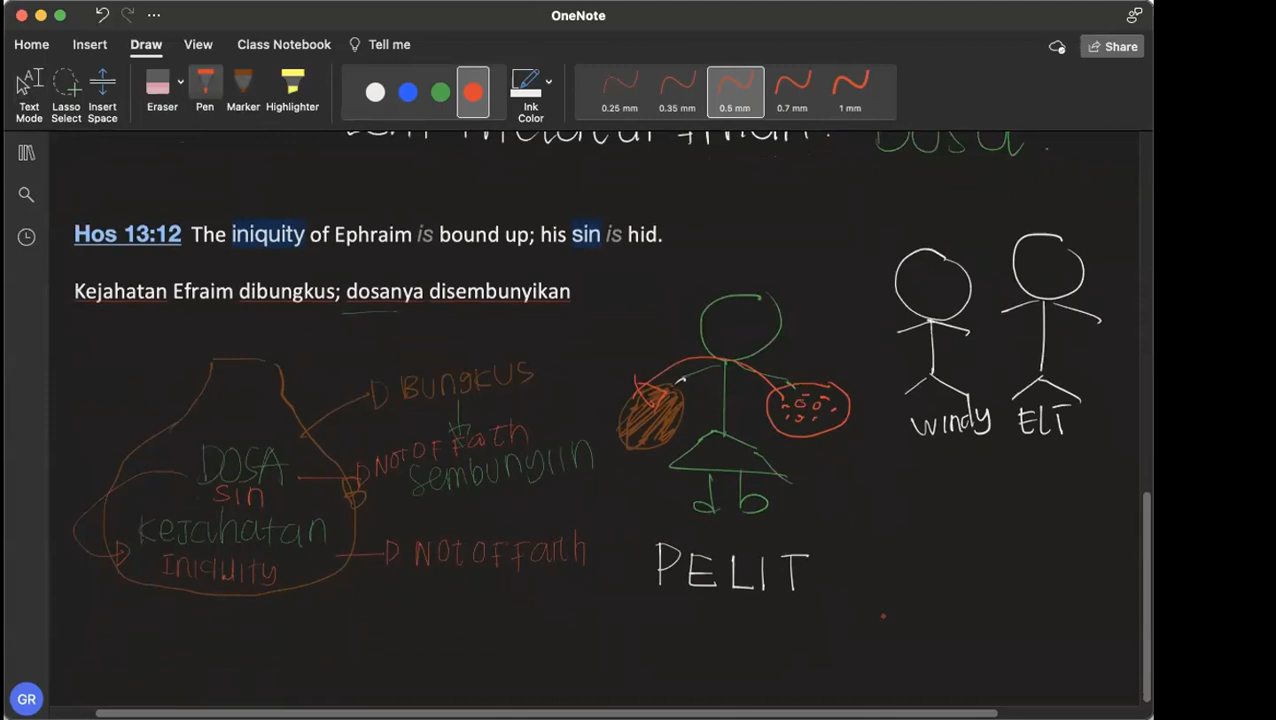 OneNote
Home Insert Draw View Class Notebook Tell me
Share
Text Mode
Lasso Select
Insert Space
Eraser
Pen
Marker
Highlighter
Ink Color
0.25 mm 0.35 mm 0.5 mm 0.7 mm 1 mm
Dosa.
Hos 13:12 The iniquity of Ephraim is bound up; his sin is hid.
Kejahatan Efraim dibungkus; dosanya disembunyikan
BUNGKUS
NOT OF Faith
Sembunyiin
DOSA
sin
Kejahatan
Iniquity
NOT OF Faith
PELIT
Windy
ELT
GR